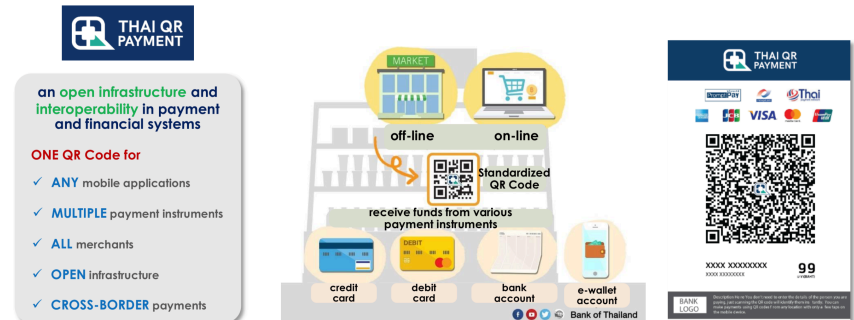 THAI QR
PAYMENT
an open infrastructure and
interoperability in payment
and financial systems
ONE QR Code for
✓ ANY mobile applications
✓ MULTIPLE payment instruments
✓ ALL merchants
✓ OPEN infrastructure
✓ CROSS-BORDER payments
MARKET
off-line
on-line
Standardized
QR Code
receive funds from various
payment instruments
DEBIT
credit
card
debit
card
bank
account
e-wallet
account
Bank of Thailand
THAI QR
PAYMENT
PromptPay
Thai
JCB
VISA
XXXX XXXXXXXX
XXXX XXXXXXXX
99
BANK
LOGO